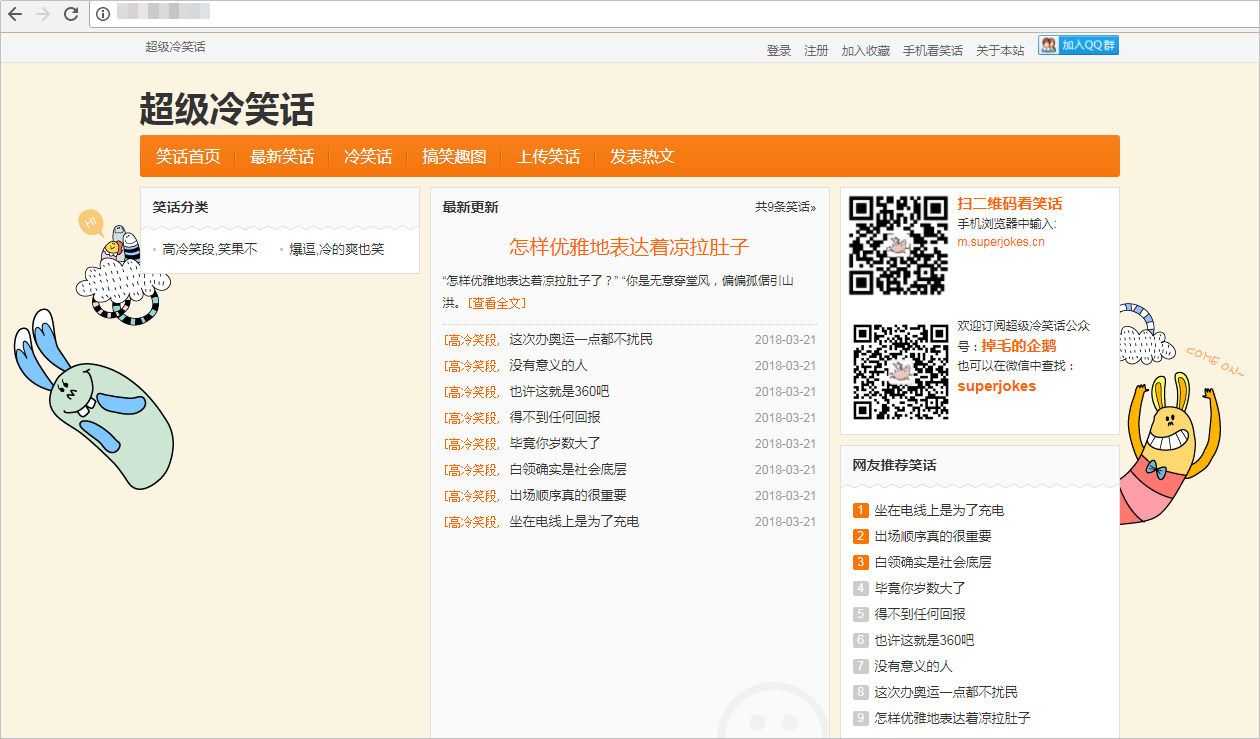 超级冷笑话
登录 注册 加入收藏 手机看笑话 关于本站 加入QQ群
超级冷笑话
笑话首页 最新笑话 冷笑话 搞笑趣图 上传笑话 发表热文
笑话分类
高冷笑段,笑果不 爆逗,冷的爽也笑
最新更新 共9条笑话»
怎样优雅地表达着凉拉肚子
“怎样优雅地表达着凉拉肚子了？” “你是无意穿堂风，偏偏孤倨引山
洪。[查看全文]
[高冷笑段, 这次办奥运一点都不扰民 2018-03-21
[高冷笑段, 没有意义的人 2018-03-21
[高冷笑段, 也许这就是360吧 2018-03-21
[高冷笑段, 得不到任何回报 2018-03-21
[高冷笑段, 毕竟你岁数大了 2018-03-21
[高冷笑段, 白领确实是社会底层 2018-03-21
[高冷笑段, 出场顺序真的很重要 2018-03-21
[高冷笑段, 坐在电线上是为了充电 2018-03-21
扫二维码看笑话
手机浏览器中输入:
m.superjokes.cn
欢迎订阅超级冷笑话公众
号：掉毛的企鹅
也可以在微信中查找：
superjokes
网友推荐笑话
1 坐在电线上是为了充电
2 出场顺序真的很重要
3 白领确实是社会底层
4 毕竟你岁数大了
5 得不到任何回报
6 也许这就是360吧
7 没有意义的人
8 这次办奥运一点都不扰民
9 怎样优雅地表达着凉拉肚子
HI
COME ON~